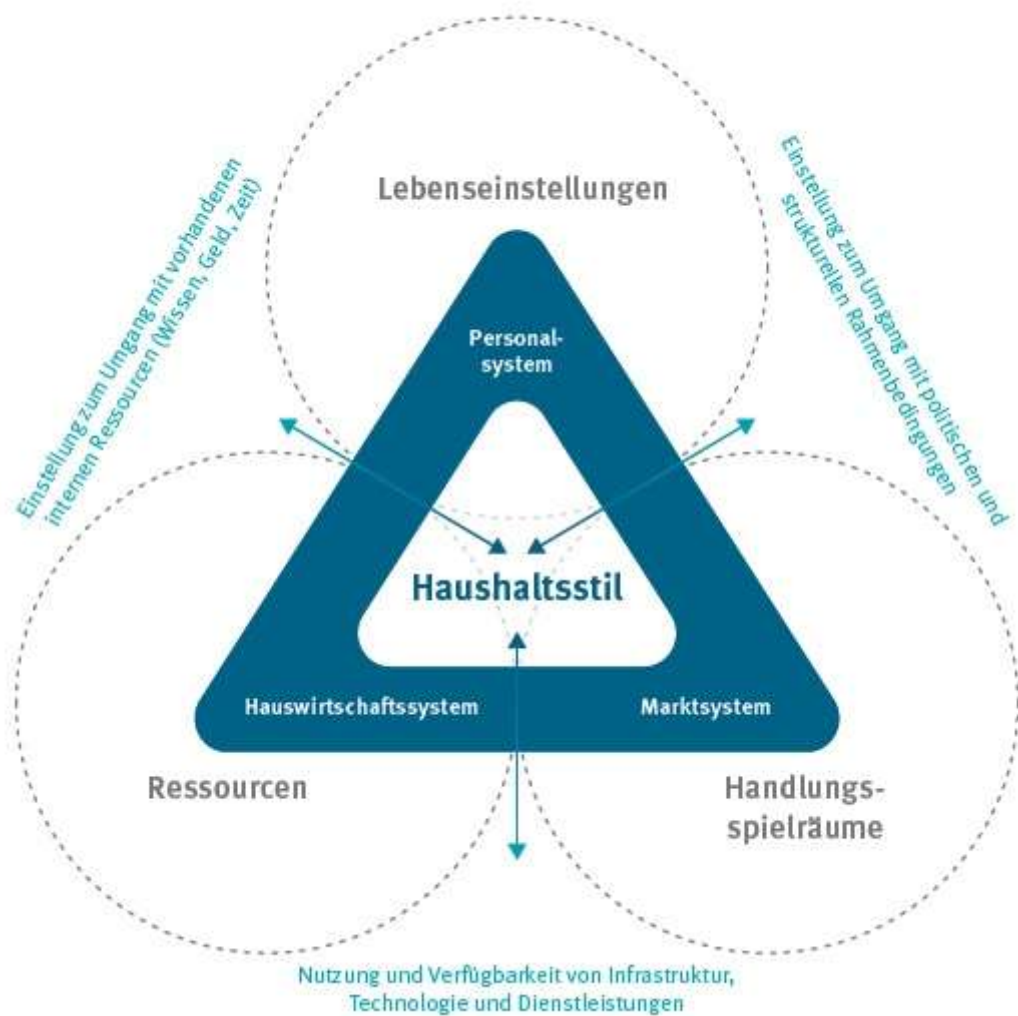 Lebenseinstellungen
Einstellung zum Umgang mit vorhandenen
internen Ressourcen (Wissen, Geld, Zeit)
Einstellung zum Umgang mit politischen und
strukturellen Rahmenbedingungen
Personal-
system
Haushaltsstil
Hauswirtschaftssystem
Marktsystem
Ressourcen
Handlungs-
spielräume
Nutzung und Verfügbarkeit von Infrastruktur,
Technologie und Dienstleistungen